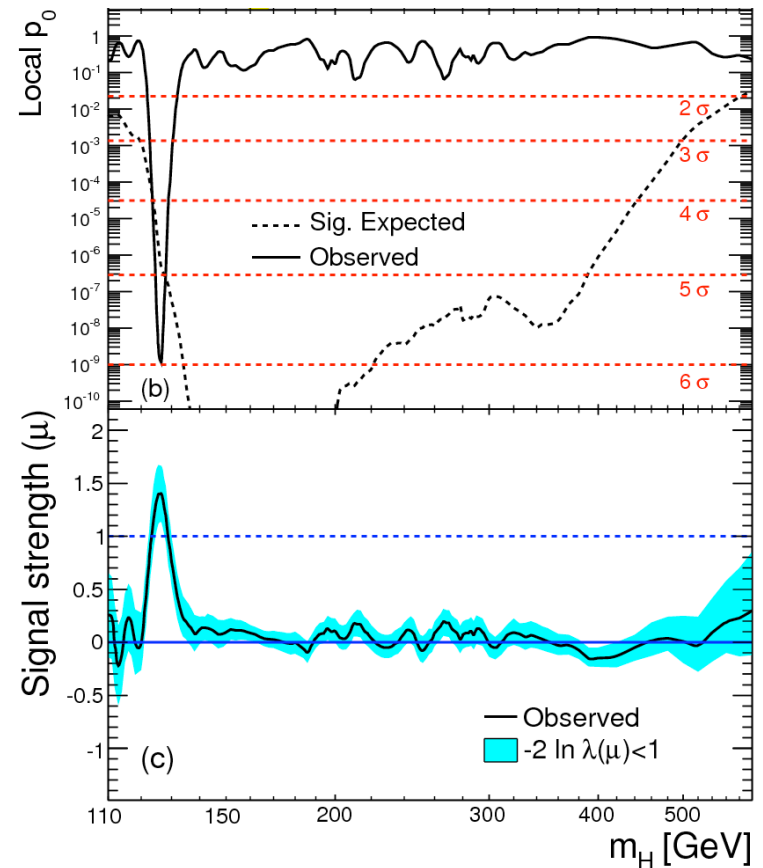 Local p0
1
10-1
10-2
10-3
10-4
10-5
10-6
10-7
10-8
10-9
10-10
2 σ
3 σ
4 σ
5 σ
6 σ
Sig. Expected
Observed
(b)
Signal strength (μ)
2
1.5
1
0.5
0
-0.5
-1
Observed
-2 ln λ(μ)<1
(c)
110 150 200 300 400 500
mH [GeV]